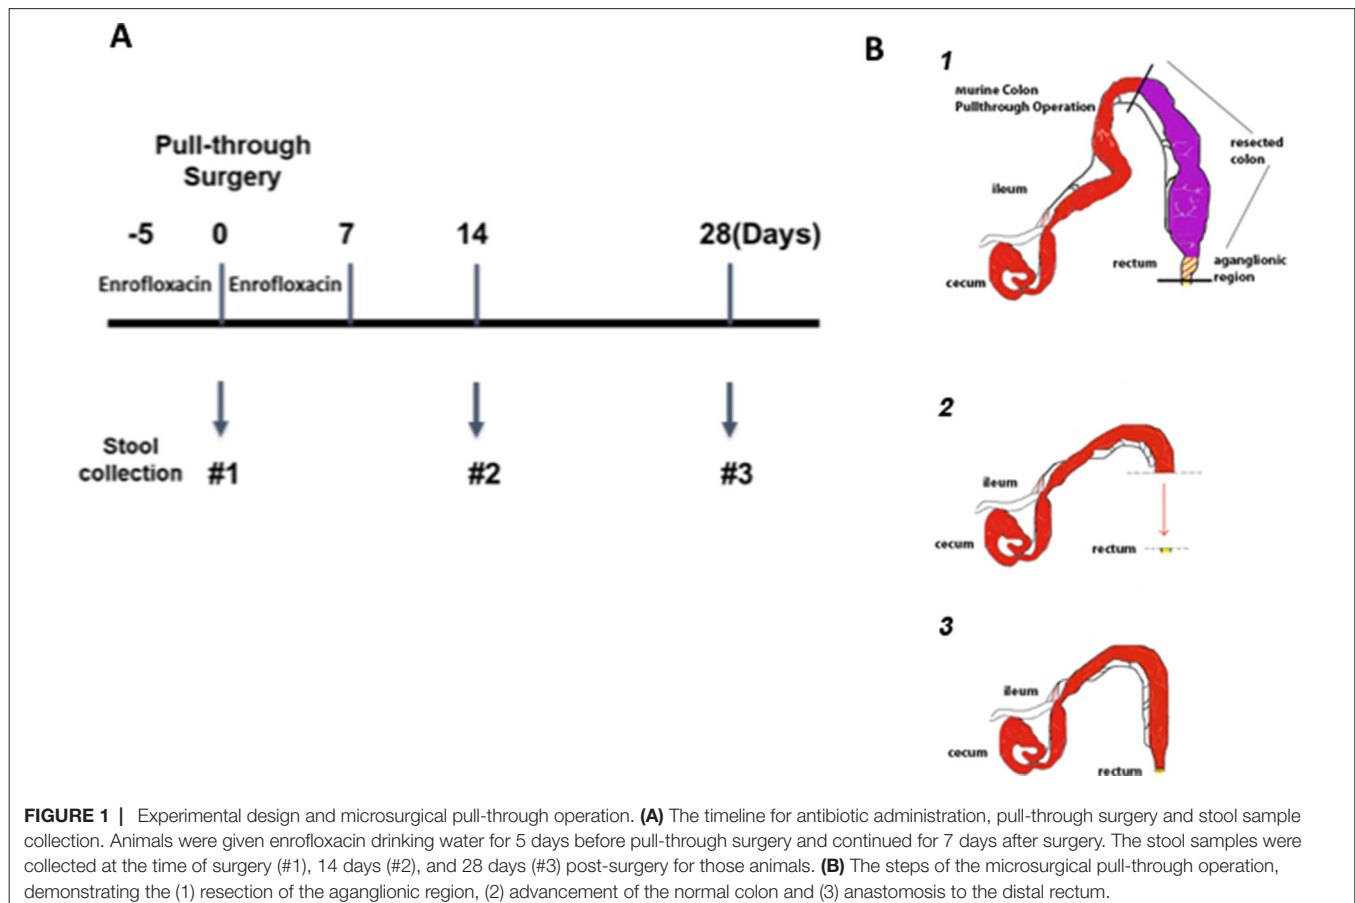 A
Pull-through
Surgery
-5 0 7 14 28(Days)
Enrofloxacin Enrofloxacin
Stool
collection #1 #2 #3
B
1
Murine Colon
Pullthrough Operation
resected
colon
ileum
rectum
aganglionic
region
cecum
2
ileum
cecum
rectum
3
ileum
cecum
rectum
FIGURE 1 | Experimental design and microsurgical pull-through operation. (A) The timeline for antibiotic administration, pull-through surgery and stool sample
collection. Animals were given enrofloxacin drinking water for 5 days before pull-through surgery and continued for 7 days after surgery. The stool samples were
collected at the time of surgery (#1), 14 days (#2), and 28 days (#3) post-surgery for those animals. (B) The steps of the microsurgical pull-through operation,
demonstrating the (1) resection of the aganglionic region, (2) advancement of the normal colon and (3) anastomosis to the distal rectum.